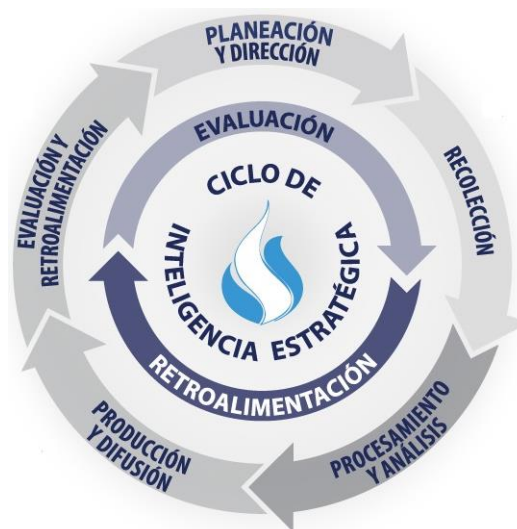 PLANEACIÓN
Y DIRECCIÓN
RECOLECCIÓN
PROCESAMIENTO
Y ANÁLISIS
PRODUCCIÓN
Y DIFUSIÓN
EVALUACIÓN Y
RETROALIMENTACIÓN
EVALUACIÓN
RETROALIMENTACIÓN
CICLO DE
INTELIGENCIA ESTRATÉGICA